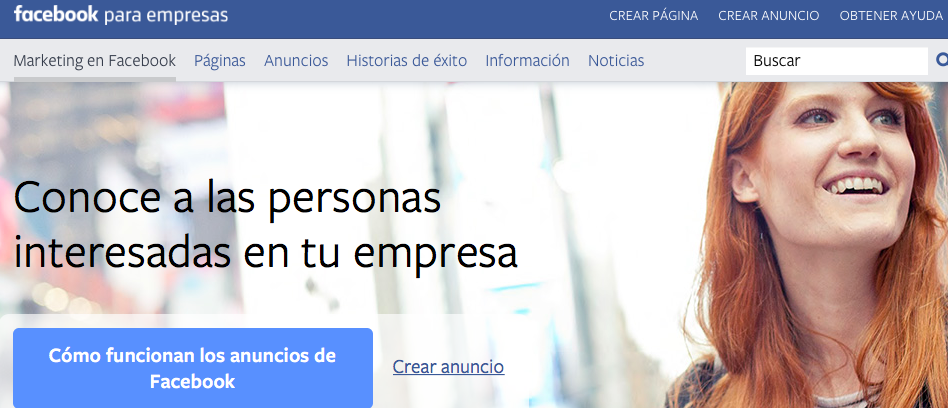 facebook para empresas
CREAR PÁGINA CREAR ANUNCIO OBTENER AYUDA
Marketing en Facebook Páginas Anuncios Historias de éxito Información Noticias
Buscar
Conoce a las personas
interesadas en tu empresa
Cómo funcionan los anuncios de
Facebook
Crear anuncio